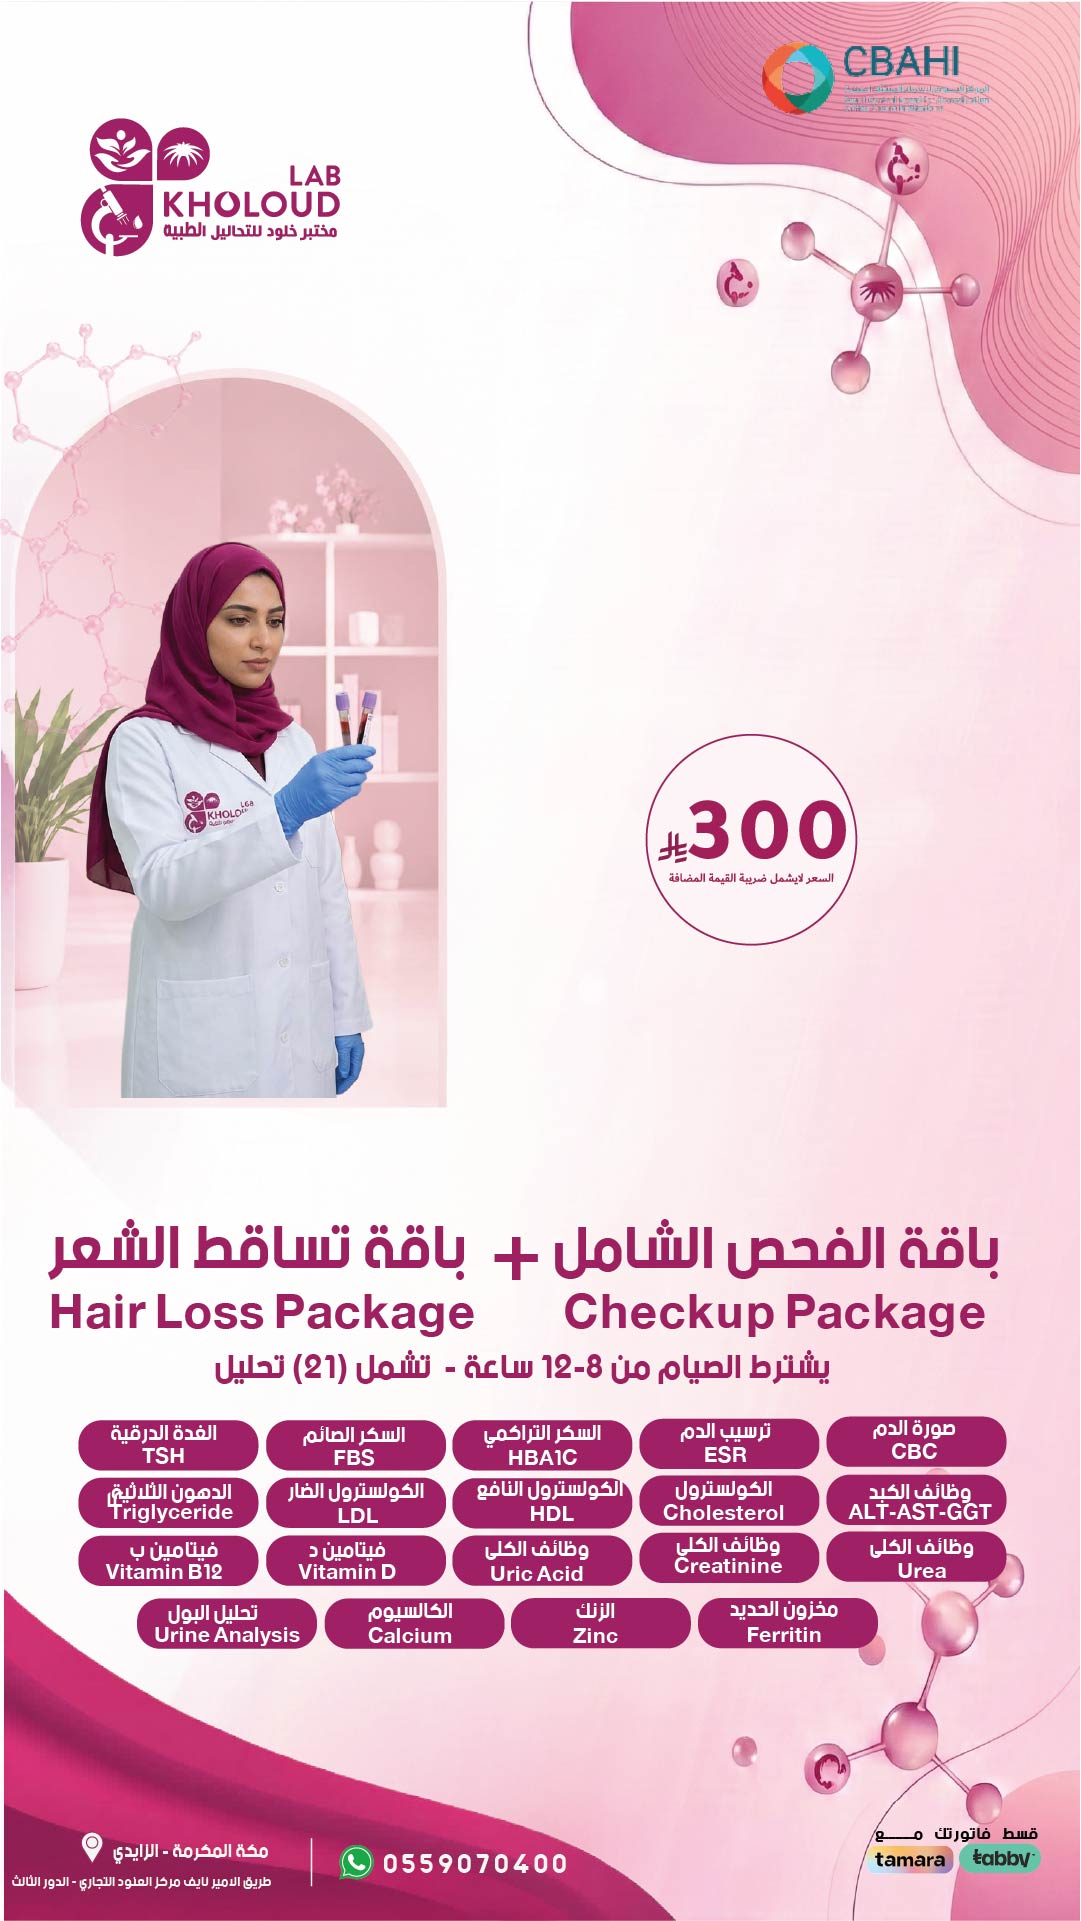 CBAHI
LAB
KHOLOUD
مختبر خلود للتحاليل الطبية
KHOLOUD
300
السعر لايشمل ضريبة القيمة المضافة
باقة الفحص الشامل + باقة تساقط الشعر
Hair Loss Package Checkup Package
يشترط الصيام من 8-12 ساعة - تشمل (21) تحليل
صورة الدم
CBC
ترسيب الدم
ESR
السكر التراكمي
HBA1C
السكر الصائم
FBS
الغدة الدرقية
TSH
وظائف الكبد
ALT-AST-GGT
الكولسترول
Cholesterol
الكولسترول النافع
HDL
الكولسترول الضار
LDL
الدهون الثلاثية
Triglyceride
وظائف الكلى
Urea
وظائف الكلى
Creatinine
وظائف الكلى
Uric Acid
فيتامين د
Vitamin D
فيتامين ب
Vitamin B12
مخزون الحديد
Ferritin
الزنك
Zinc
الكالسيوم
Calcium
تحليل البول
Urine Analysis
قسط فاتورتك مع
tamara tabby
0559070400
مكة المكرمة - الزايدي
طريق الامير نايف مركز العنود التجاري - الدور الثالث